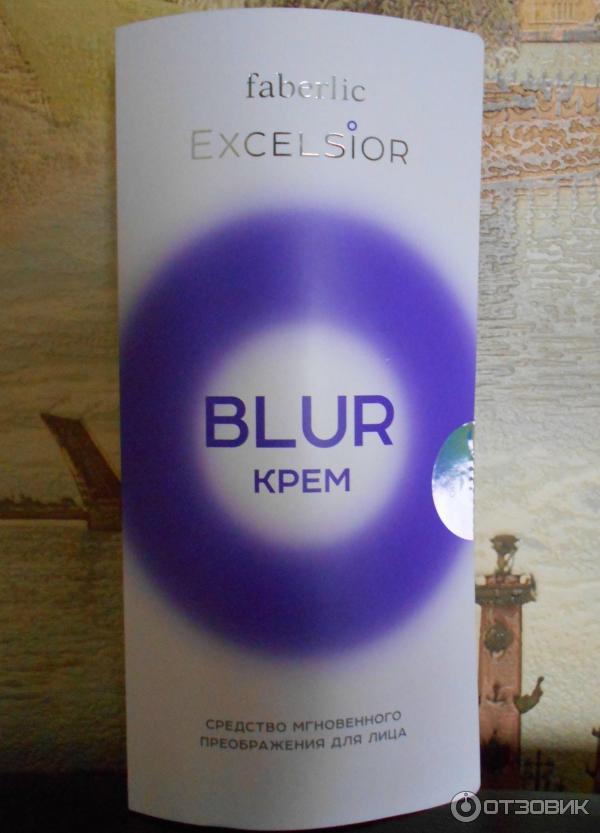 faberlic
EXCELSIOR
BLUR
КРЕМ
СРЕДСТВО МГНОВЕННОГО
ПРЕОБРАЖЕНИЯ ДЛЯ ЛИЦА
ОТЗОВИК